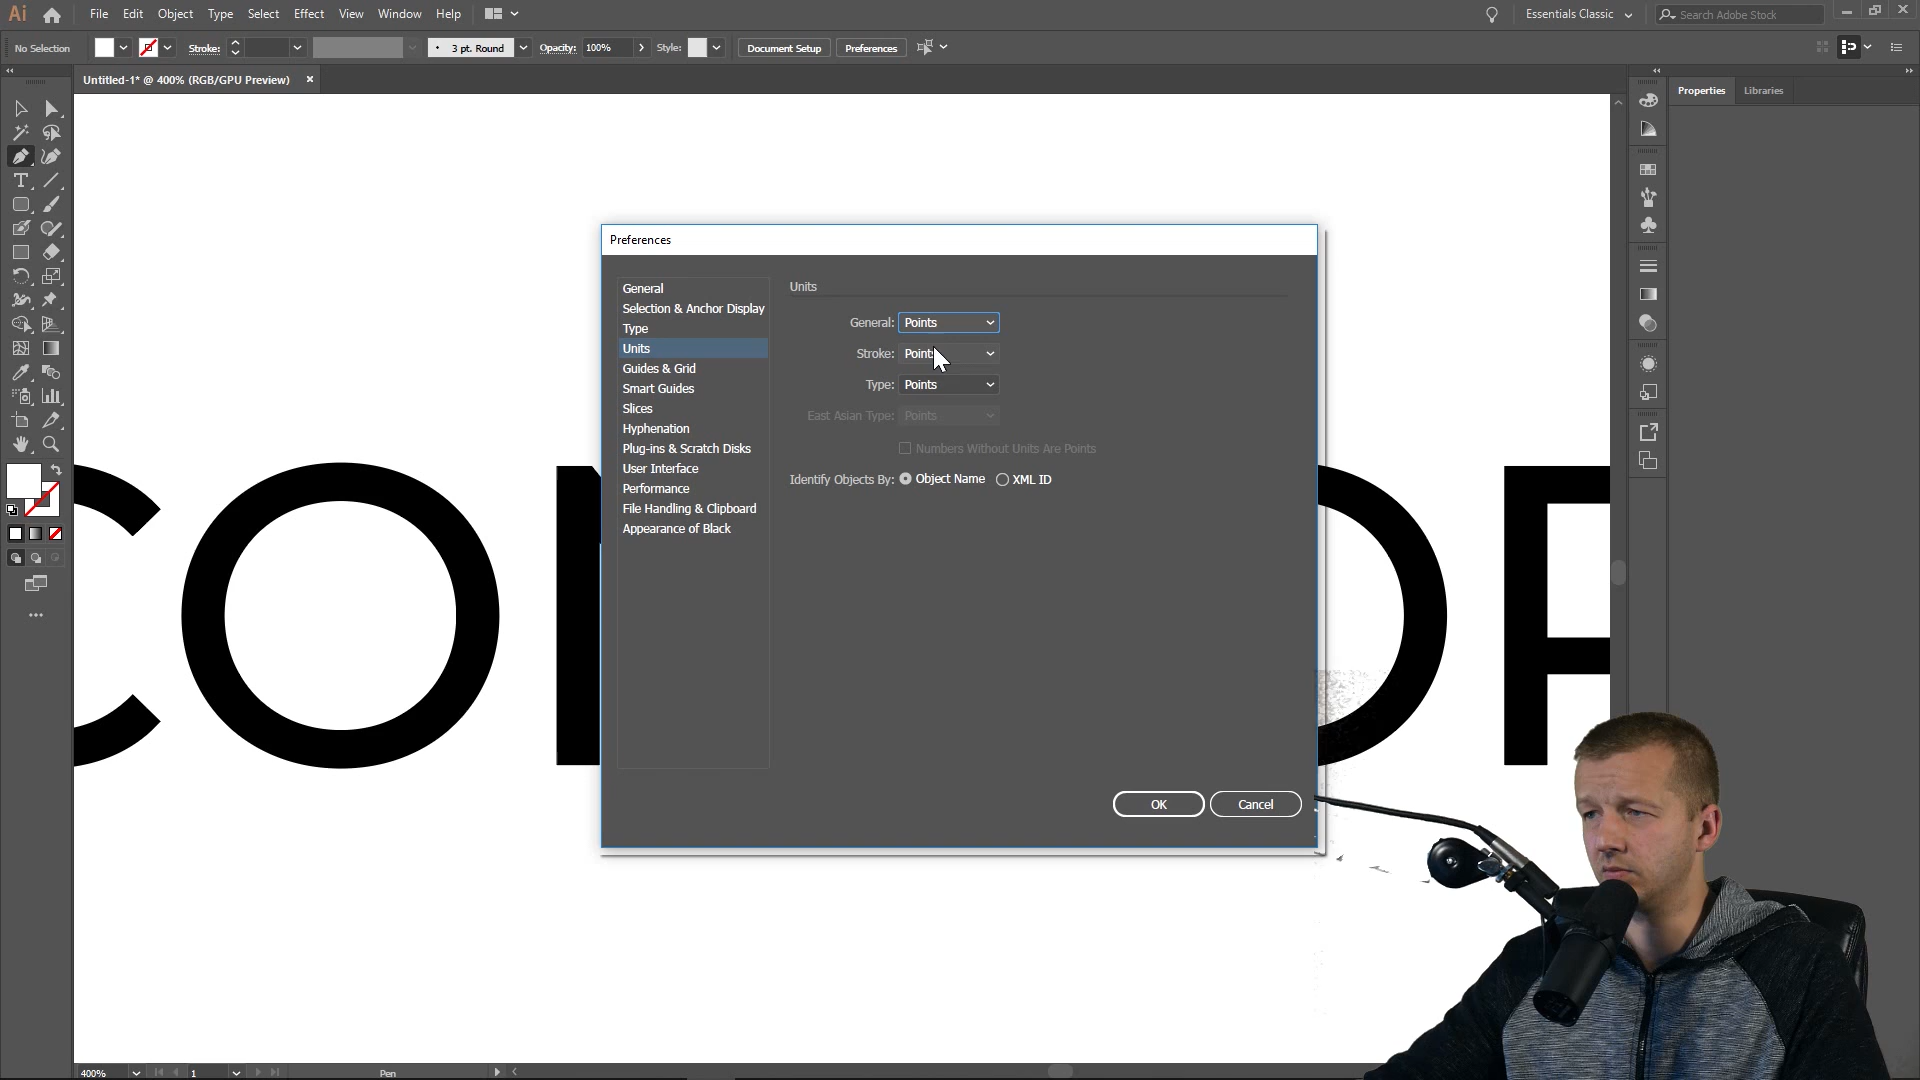 Ai File Edit Object Type Select Effect View Window Help Essentials Classic Search Adobe Stock
No Selection Stroke: 3 pt. Round Opacity: 100% Style: Document Setup Preferences
Untitled-1* @ 400% (RGB/GPU Preview) Properties Libraries
Preferences
General
Selection & Anchor Display
Type
Units
Guides & Grid
Smart Guides
Slices
Hyphenation
Plug-ins & Scratch Disks
User Interface
Performance
File Handling & Clipboard
Appearance of Black
Units
General: Points
Stroke: Points
Type: Points
East Asian Type: Points
Numbers Without Units Are Points
Identify Objects By: Object Name XML ID
OK Cancel
400% 1 Pen